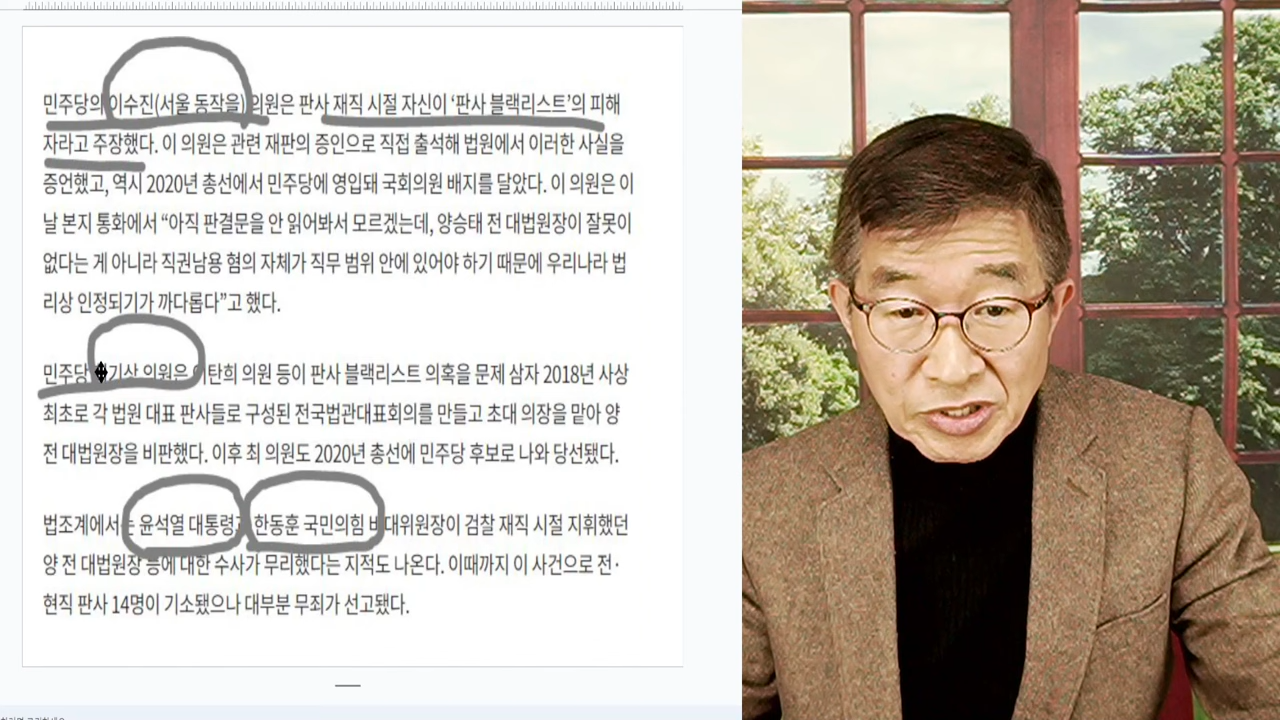 민주당의 이수진(서울 동작을) 의원은 판사 재직 시절 자신이 ‘판사 블랙리스트’의 피해
자라고 주장했다. 이 의원은 관련 재판의 증인으로 직접 출석해 법원에서 이러한 사실을
증언했고, 역시 2020년 총선에서 민주당에 영입돼 국회의원 배지를 달았다. 이 의원은 이
날 본지 통화에서 “아직 판결문을 안 읽어봐서 모르겠는데, 양승태 전 대법원장이 잘못이
없다는 게 아니라 직권남용 혐의 자체가 직무 범위 안에 있어야 하기 때문에 우리나라 법
리상 인정되기가 까다롭다”고 했다.
민주당 의원은 이탄희 의원 등이 판사 블랙리스트 의혹을 문제 삼자 2018년 사상
최초로 각 법원 대표 판사들로 구성된 전국법관대표회의를 만들고 초대 의장을 맡아 양
전 대법원장을 비판했다. 이후 최 의원도 2020년 총선에 민주당 후보로 나와 당선됐다.
법조계에서는 윤석열 대통령과 한동훈 국민의힘 비대위원장이 검찰 재직 시절 지휘했던
양 전 대법원장 등에 대한 수사가 무리했다는 지적도 나온다. 이때까지 이 사건으로 전·
현직 판사 14명이 기소됐으나 대부분 무죄가 선고됐다.